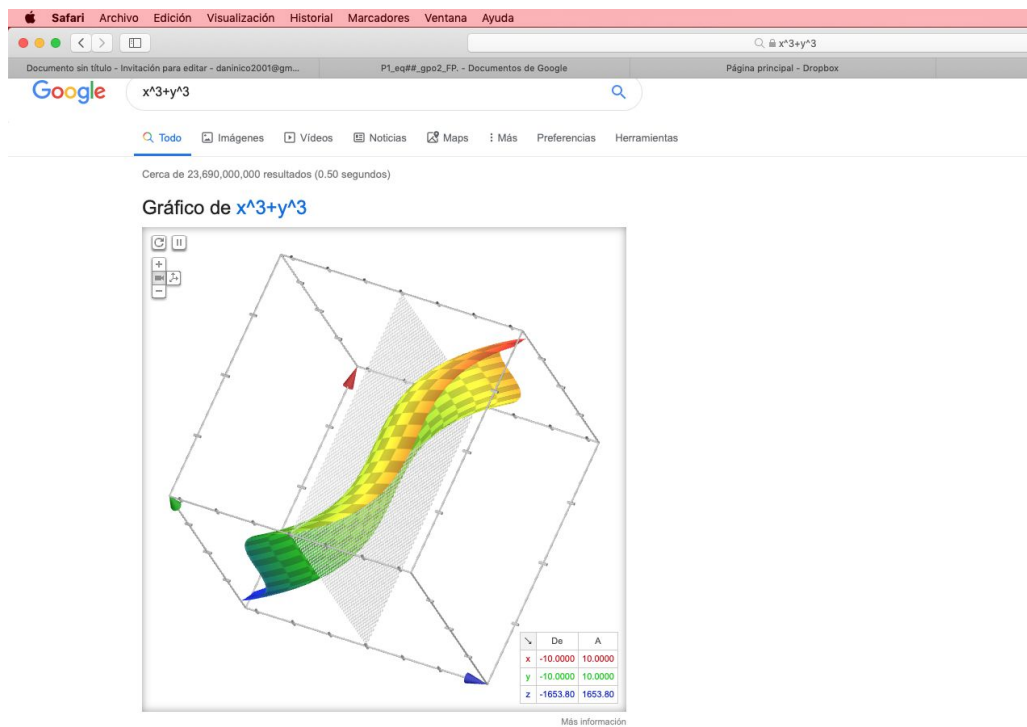 Safari Archivo Edición Visualización Historial Marcadores Ventana Ayuda
x^3+y^3
Documento sin título - Invitación para editar - daninico2001@gm... P1_eq##_gpo2_FP. - Documentos de Google Página principal - Dropbox
Google x^3+y^3
Todo Imágenes Vídeos Noticias Maps Más Preferencias Herramientas
Cerca de 23,690,000,000 resultados (0.50 segundos)
Gráfico de x^3+y^3
De A
x -10.0000 10.0000
y -10.0000 10.0000
z -1653.80 1653.80
Más información